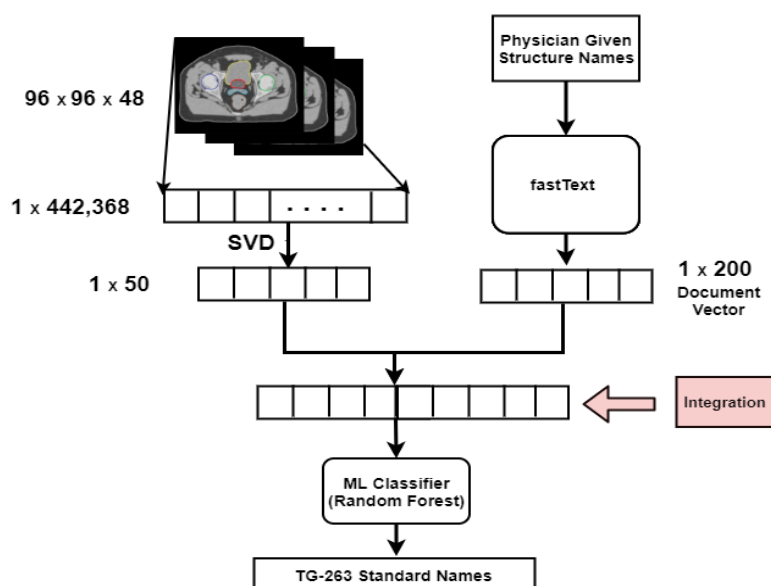 96 x 96 x 48
1 x 442,368
. . . .
SVD
1 x 50
Physician Given
Structure Names
fastText
1 x 200
Document
Vector
Integration
ML Classifier
(Random Forest)
TG-263 Standard Names